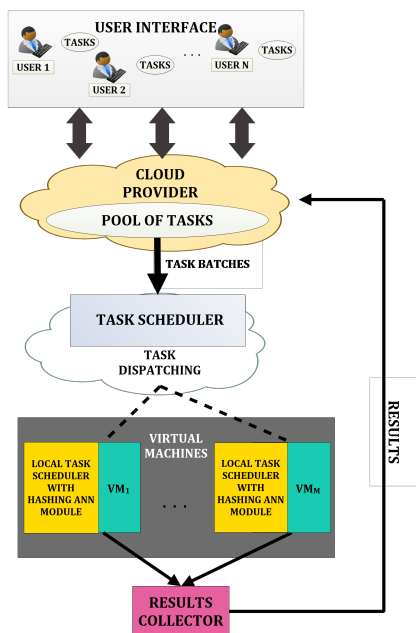 USER INTERFACE
USER 1
TASKS
USER 2
TASKS
. . .
USER N
TASKS
CLOUD
PROVIDER
POOL OF TASKS
TASK BATCHES
TASK SCHEDULER
TASK
DISPATCHING
VIRTUAL
MACHINES
LOCAL TASK
SCHEDULER
WITH
HASHING ANN
MODULE
VM1
. . .
LOCAL TASK
SCHEDULER
WITH
HASHING ANN
MODULE
VMM
RESULTS
RESULTS
COLLECTOR